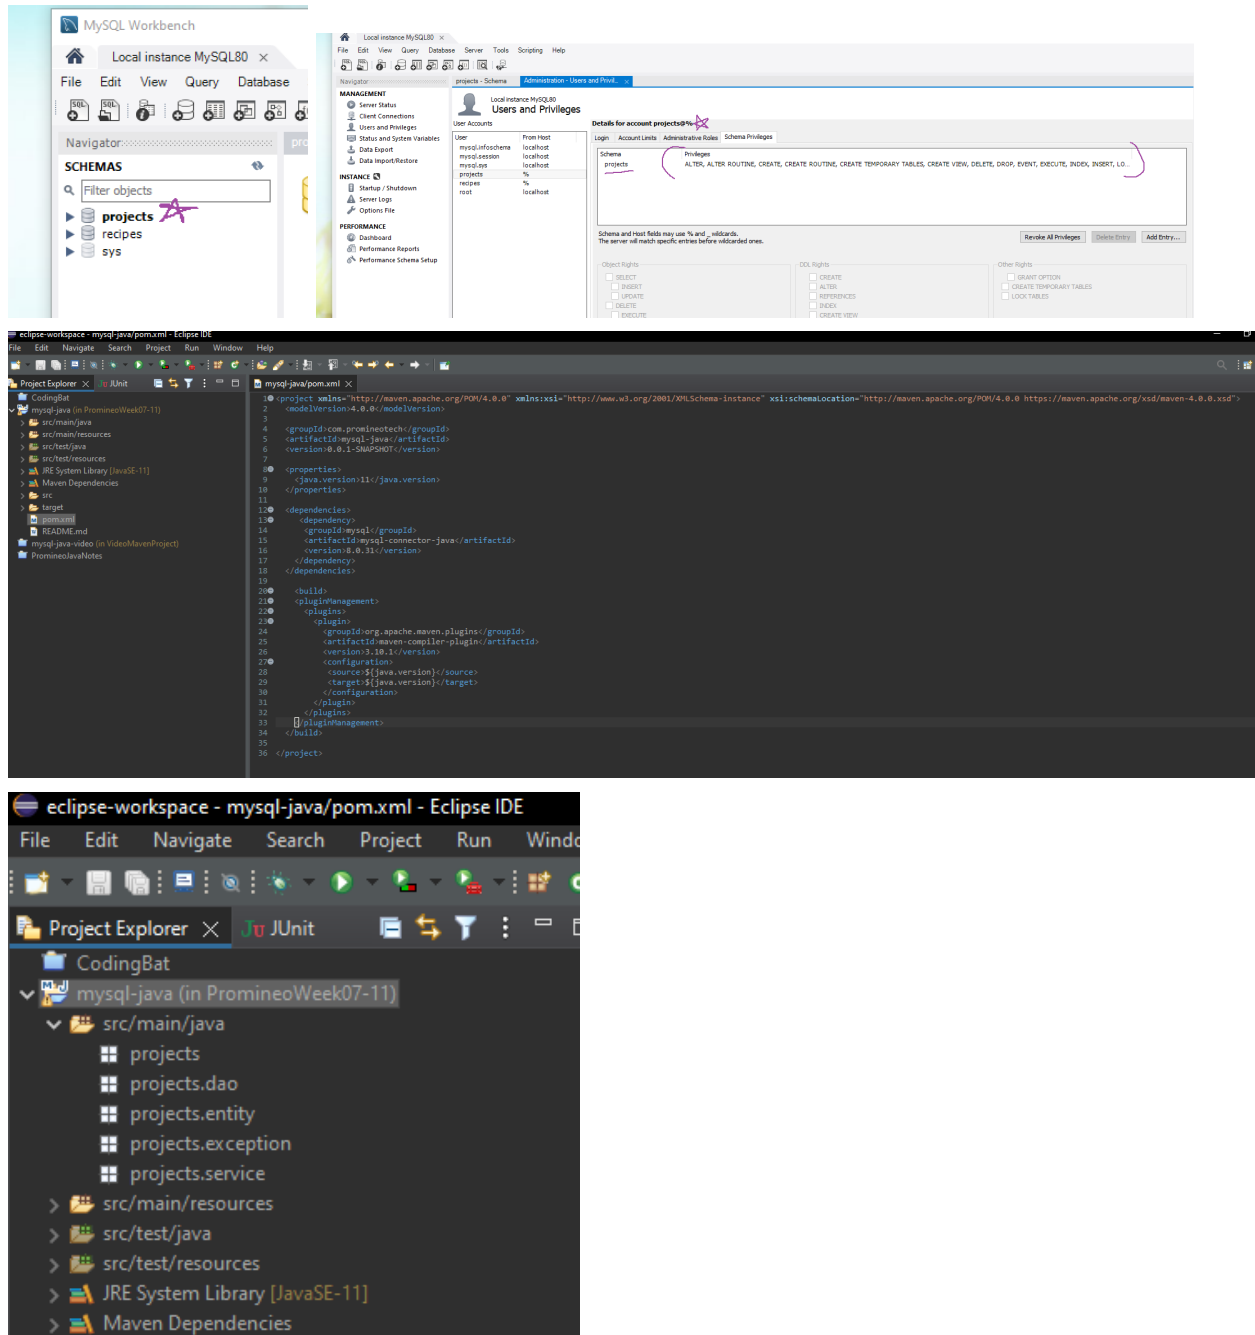 MySQL Workbench
Local instance MySQL80 ×
File Edit View Query Database
Navigator
SCHEMAS
Filter objects
projects
recipes
sys
Local instance MySQL80 ×
File Edit View Query Database Server Tools Scripting Help
Navigator
projects - Schema Administration - Users and Privil... ×
MANAGEMENT
Server Status
Client Connections
Users and Privileges
Status and System Variables
Data Export
Data Import/Restore
INSTANCE
Startup / Shutdown
Server Logs
Options File
PERFORMANCE
Dashboard
Performance Reports
Performance Schema Setup
Local instance MySQL80
Users and Privileges
User Accounts
User From Host
mysql.infoschema localhost
mysql.session localhost
mysql.sys localhost
projects %
recipes %
root localhost
Details for account projects@%
Login Account Limits Administrative Roles Schema Privileges
Schema Privileges
projects ALTER, ALTER ROUTINE, CREATE, CREATE ROUTINE, CREATE TEMPORARY TABLES, CREATE VIEW, DELETE, DROP, EVENT, EXECUTE, INDEX, INSERT, LO...
Schema and Host fields may use % and _ wildcards.
The server will match specific entries before wildcarded ones.
Revoke All Privileges Delete Entry Add Entry...
Object Rights DDL Rights Other Rights
SELECT CREATE GRANT OPTION
INSERT ALTER CREATE TEMPORARY TABLES
UPDATE REFERENCES LOCK TABLES
DELETE INDEX
EXECUTE CREATE VIEW
eclipse-workspace - mysql-java/pom.xml - Eclipse IDE
File Edit Navigate Search Project Run Window Help
Project Explorer × JUnit
CodingBat
mysql-java (in PromineoWeek07-11)
src/main/java
src/main/resources
src/test/java
src/test/resources
JRE System Library [JavaSE-11]
Maven Dependencies
src
target
pom.xml
README.md
mysql-java-video (in VideoMavenProject)
PromineoJavaNotes
mysql-java/pom.xml ×
1 <project xmlns="http://maven.apache.org/POM/4.0.0" xmlns:xsi="http://www.w3.org/2001/XMLSchema-instance" xsi:schemaLocation="http://maven.apache.org/POM/4.0.0 https://maven.apache.org/xsd/maven-4.0.0.xsd">
2 <modelVersion>4.0.0</modelVersion>
3
4 <groupId>com.promineotech</groupId>
5 <artifactId>mysql-java</artifactId>
6 <version>0.0.1-SNAPSHOT</version>
7
8 <properties>
9 <java.version>11</java.version>
10 </properties>
11
12 <dependencies>
13 <dependency>
14 <groupId>mysql</groupId>
15 <artifactId>mysql-connector-java</artifactId>
16 <version>8.0.31</version>
17 </dependency>
18 </dependencies>
19
20 <build>
21 <pluginManagement>
22 <plugins>
23 <plugin>
24 <groupId>org.apache.maven.plugins</groupId>
25 <artifactId>maven-compiler-plugin</artifactId>
26 <version>3.10.1</version>
27 <configuration>
28 <source>${java.version}</source>
29 <target>${java.version}</target>
30 </configuration>
31 </plugin>
32 </plugins>
33 </pluginManagement>
34 </build>
35
36 </project>
eclipse-workspace - mysql-java/pom.xml - Eclipse IDE
File Edit Navigate Search Project Run
Project Explorer × JUnit
CodingBat
mysql-java (in PromineoWeek07-11)
src/main/java
projects
projects.dao
projects.entity
projects.exception
projects.service
src/main/resources
src/test/java
src/test/resources
JRE System Library [JavaSE-11]
Maven Dependencies